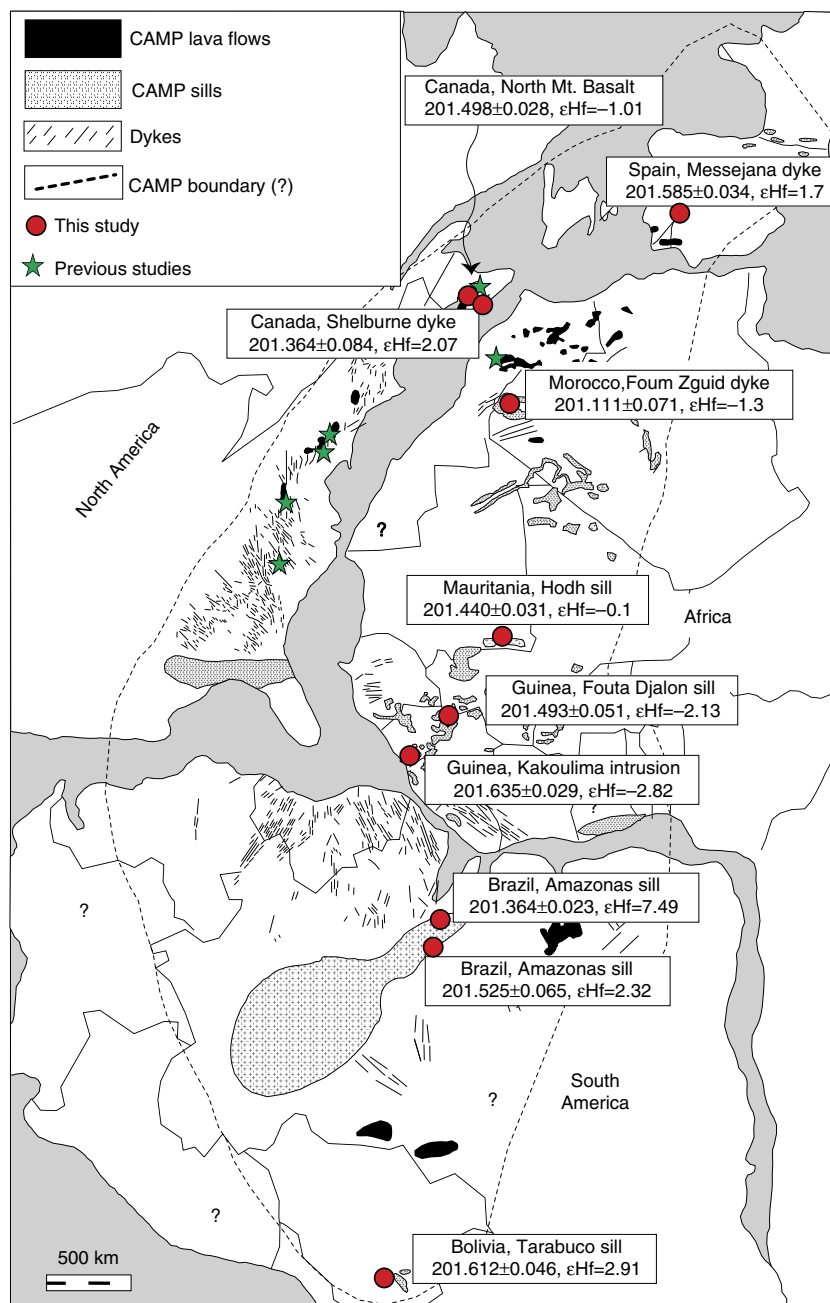 CAMP lava flows
CAMP sills
Dykes
CAMP boundary (?)
This study
Previous studies
Canada, North Mt. Basalt
201.498±0.028, εHf=–1.01
Spain, Messejana dyke
201.585±0.034, εHf=1.7
Canada, Shelburne dyke
201.364±0.084, εHf=2.07
Morocco,Foum Zguid dyke
201.111±0.071, εHf=–1.3
North America
?
Mauritania, Hodh sill
201.440±0.031, εHf=–0.1
Africa
Guinea, Fouta Djalon sill
201.493±0.051, εHf=–2.13
Guinea, Kakoulima intrusion
201.635±0.029, εHf=–2.82
?
Brazil, Amazonas sill
201.364±0.023, εHf=7.49
?
Brazil, Amazonas sill
201.525±0.065, εHf=2.32
South
America
?
?
Bolivia, Tarabuco sill
201.612±0.046, εHf=2.91
500 km